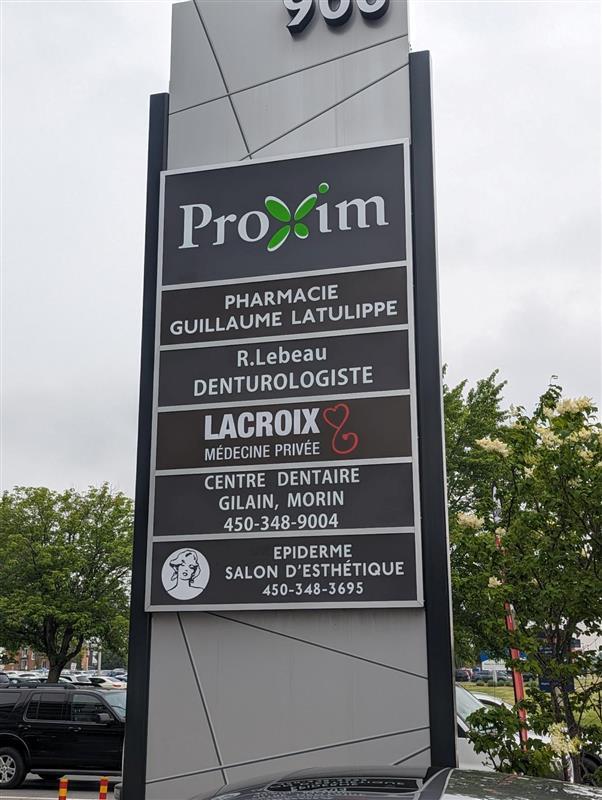 900
Proxim
PHARMACIE
GUILLAUME LATULIPPE
R.Lebeau
DENTUROLOGISTE
LACROIX
MÉDECINE PRIVÉE
CENTRE DENTAIRE
GILAIN, MORIN
450-348-9004
EPIDERME
SALON D'ESTHÉTIQUE
450-348-3695